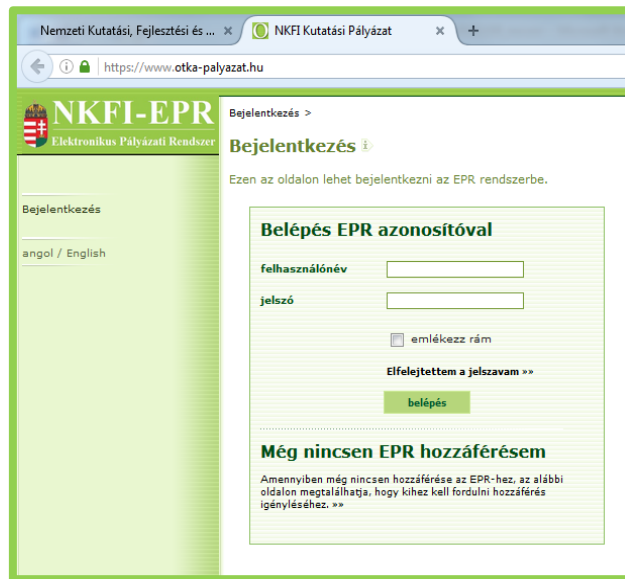 Nemzeti Kutatási, Fejlesztési és ...
NKFI Kutatási Pályázat
https://www.otka-palyazat.hu
NKFI-EPR
Elektronikus Pályázati Rendszer
Bejelentkezés
angol / English
Bejelentkezés >
Bejelentkezés
Ezen az oldalon lehet bejelentkezni az EPR rendszerbe.
Belépés EPR azonosítóval
felhasználónév
jelszó
emlékezz rám
Elfelejtettem a jelszavam »»
belépés
Még nincsen EPR hozzáférésem
Amennyiben még nincsen hozzáférése az EPR-hez, az alábbi
oldalon megtalálhatja, hogy kihez kell fordulni hozzáférés
igényléséhez. »»